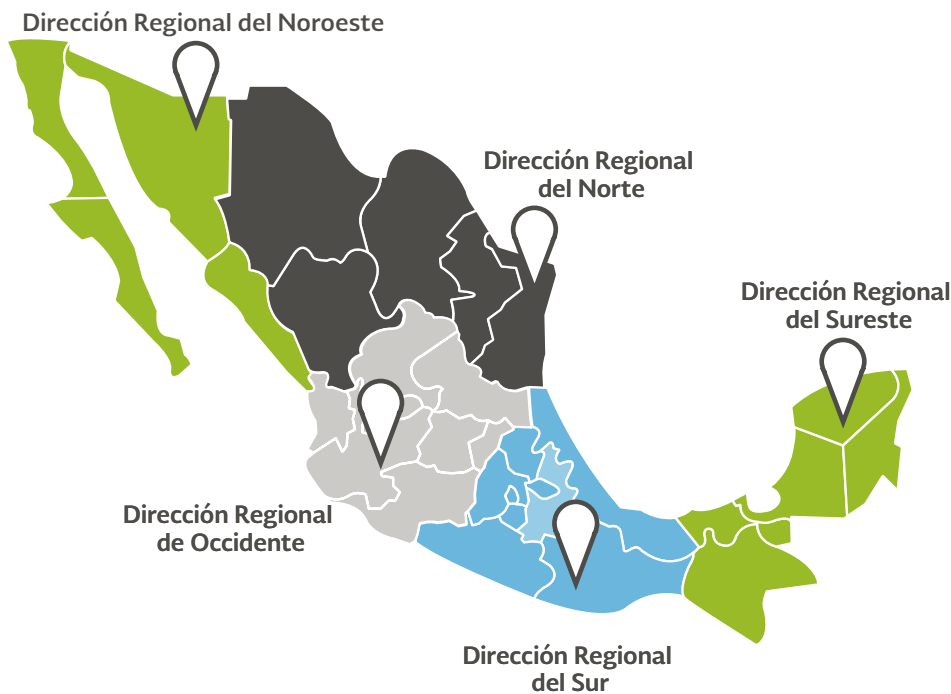 Dirección Regional del Noroeste
Dirección Regional
del Norte
Dirección Regional
del Sureste
Dirección Regional
de Occidente
Dirección Regional
del Sur